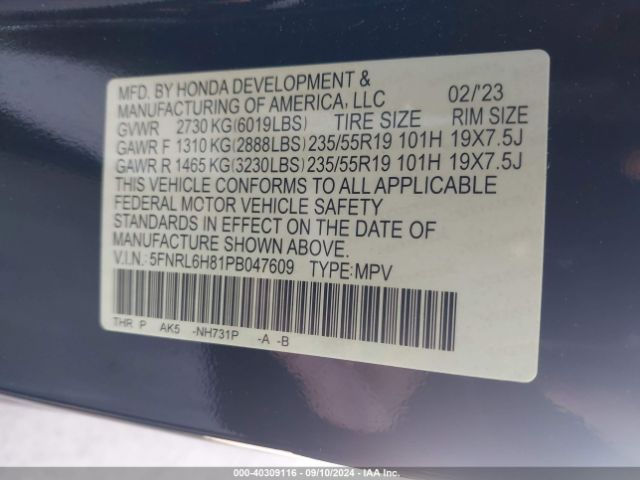 MFD. BY HONDA DEVELOPMENT &
MANUFACTURING OF AMERICA, LLC 02/'23
GVWR 2730 KG(6019LBS) TIRE SIZE RIM SIZE
GAWR F 1310 KG(2888LBS) 235/55R19 101H 19X7.5J
GAWR R 1465 KG(3230LBS) 235/55R19 101H 19X7.5J
THIS VEHICLE CONFORMS TO ALL APPLICABLE
FEDERAL MOTOR VEHICLE SAFETY
STANDARDS IN EFFECT ON THE DATE OF
MANUFACTURE SHOWN ABOVE.
V.I.N.: 5FNRL6H81PB047609 TYPE:MPV
THR P AK5 -NH731P -A -B
000-40309116 - 09/10/2024 - IAA Inc.